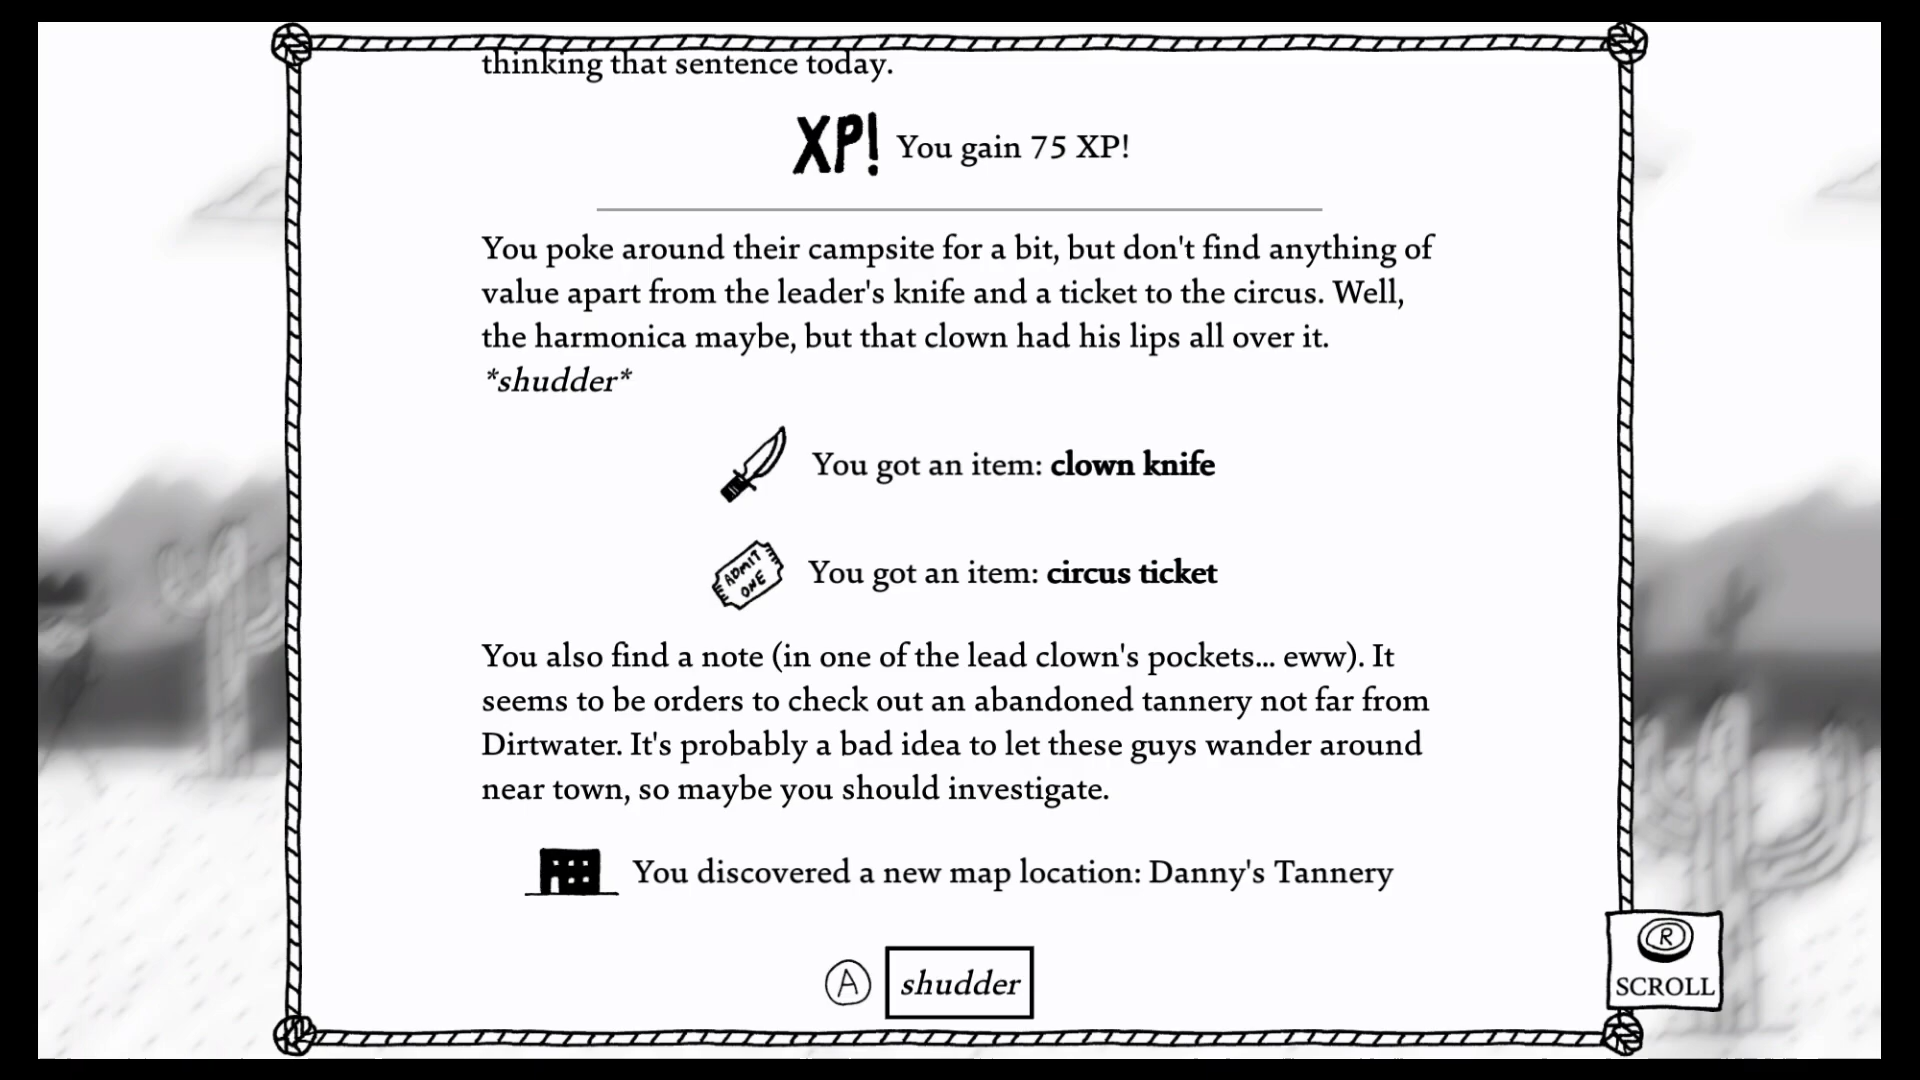 thinking that sentence today.
XP! You gain 75 XP!
You poke around their campsite for a bit, but don't find anything of
value apart from the leader's knife and a ticket to the circus. Well,
the harmonica maybe, but that clown had his lips all over it.
*shudder*
You got an item: clown knife
ADMIT
ONE
You got an item: circus ticket
You also find a note (in one of the lead clown's pockets... eww). It
seems to be orders to check out an abandoned tannery not far from
Dirtwater. It's probably a bad idea to let these guys wander around
near town, so maybe you should investigate.
You discovered a new map location: Danny's Tannery
A shudder
R
SCROLL